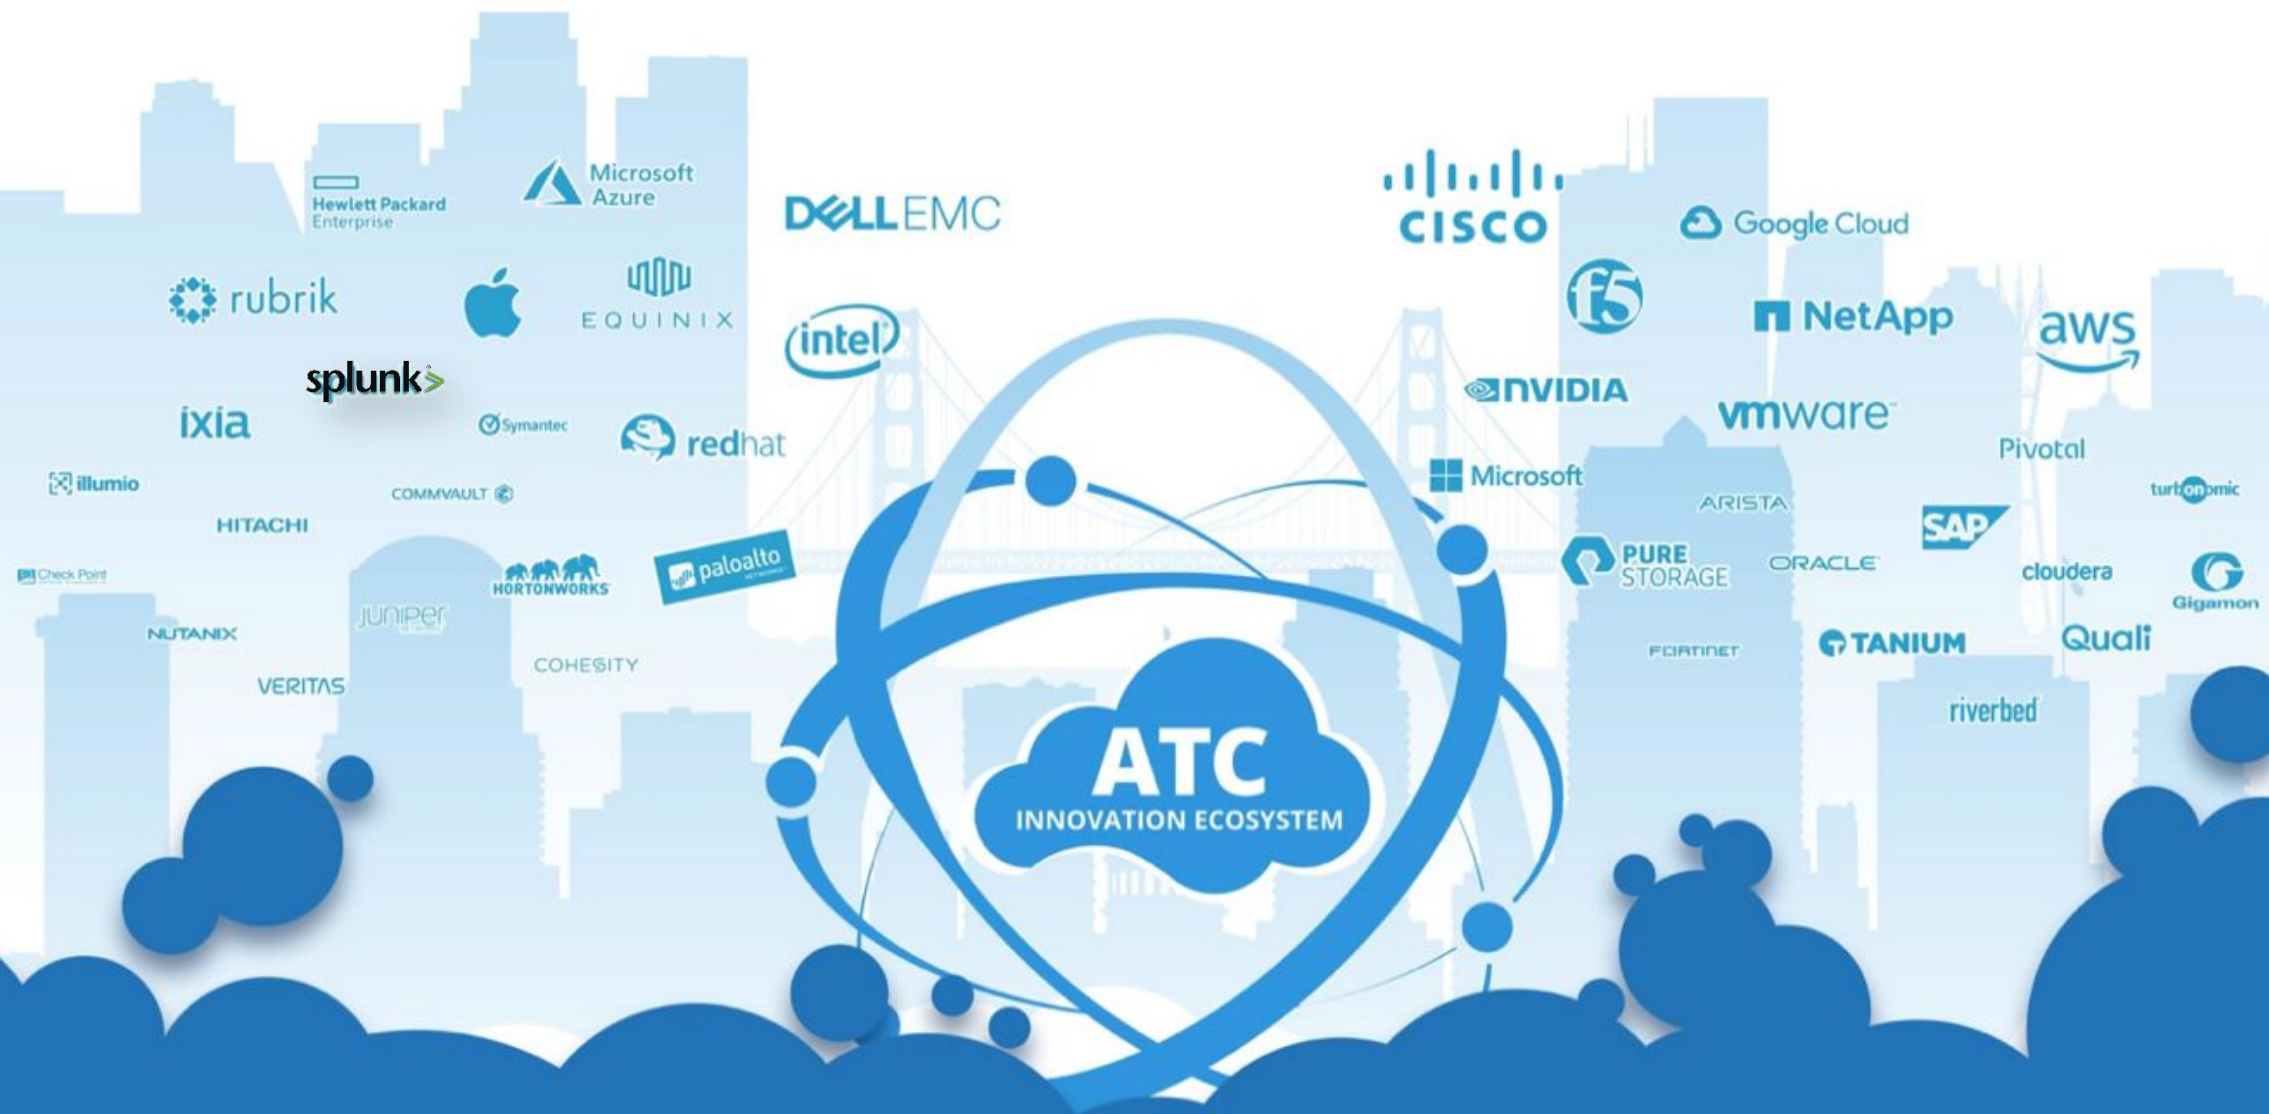 Hewlett Packard
Enterprise
Microsoft
Azure
DELLEMC
CISCO
Google Cloud
rubrik
EQUINIX
intel
f5
NetApp
aws
splunk>
NVIDIA
vmware
ixia
Symantec
redhat
Pivotal
illumio
COMMVAULT
Microsoft
ARISTA
turbonomic
HITACHI
SAP
Check Point
HORTONWORKS
paloalto
NETWORKS
PURE
STORAGE
ORACLE
cloudera
Gigamon
NUTANIX
JUNIPEr
COHESITY
FORTINET
TANIUM
Quali
VERITAS
riverbed
ATC
INNOVATION ECOSYSTEM